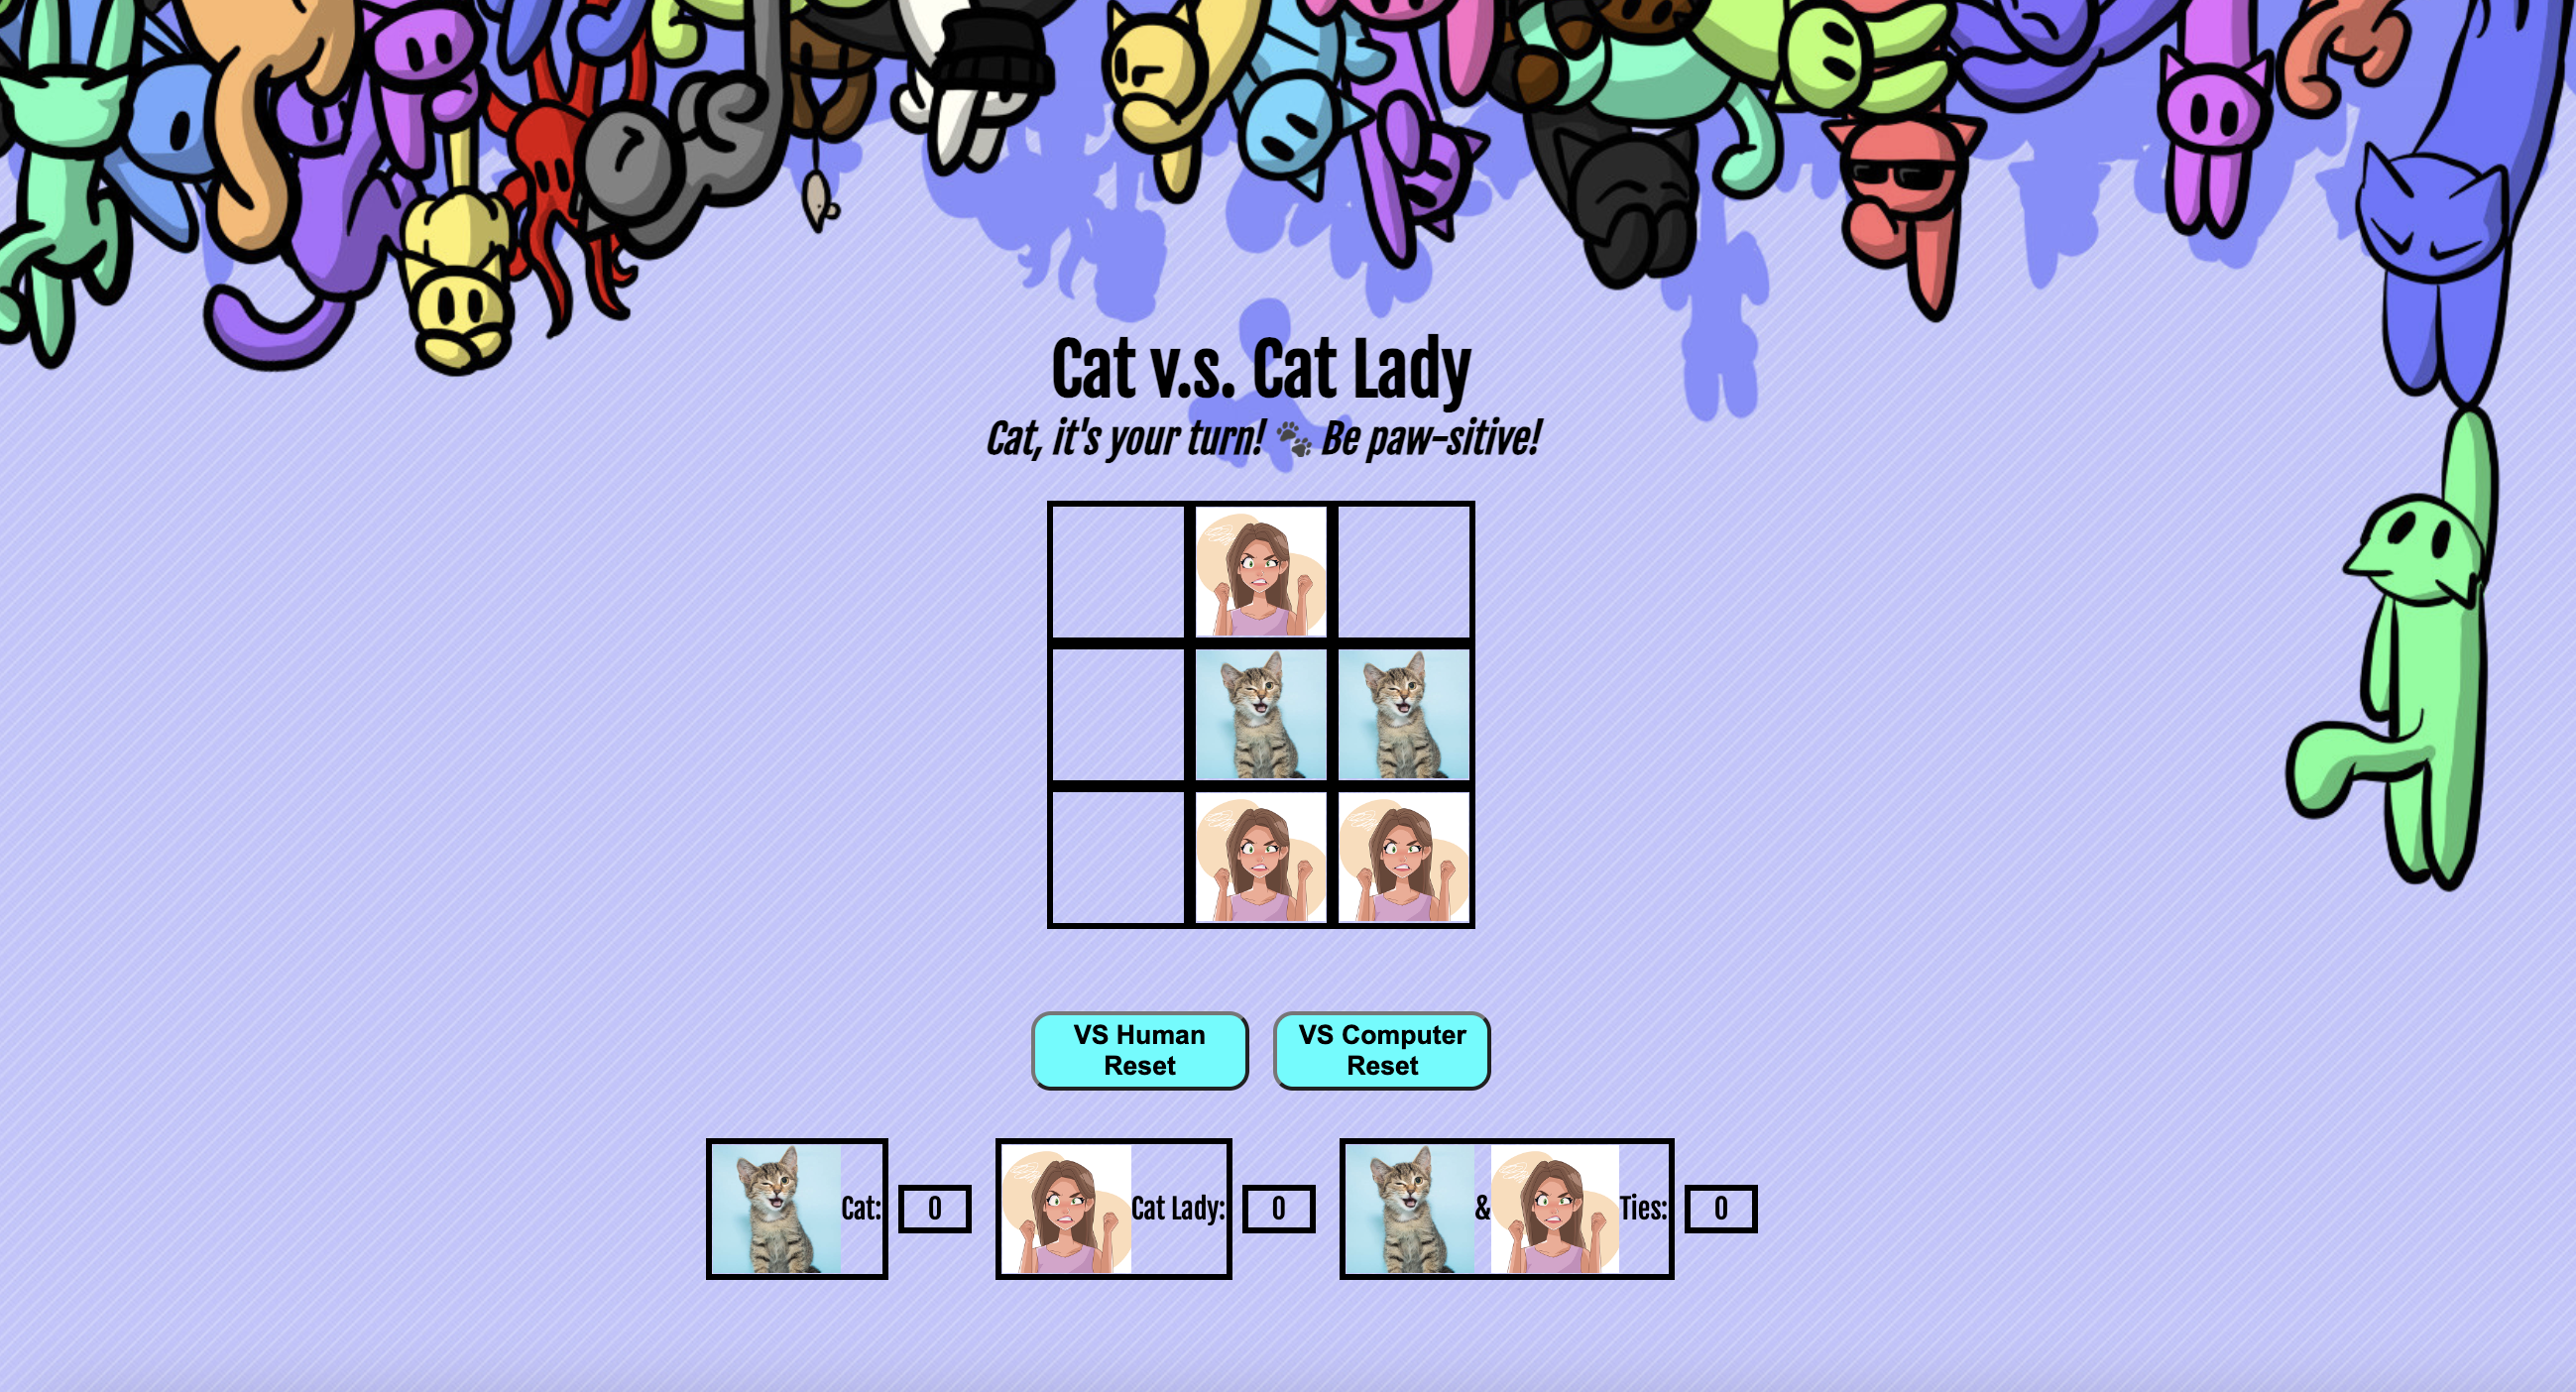 Cat v.s. Cat Lady
Cat, it's your turn! 🐾 Be paw-sitive!
VS Human
Reset
VS Computer
Reset
Cat: 0
Cat Lady: 0
& Ties: 0